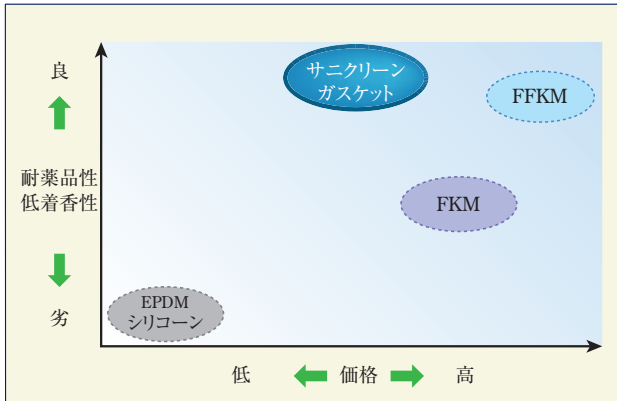 良
耐薬品性
低着香性
劣
サニクリーン
ガスケット
FFKM
FKM
EPDM
シリコーン
低 価格 高